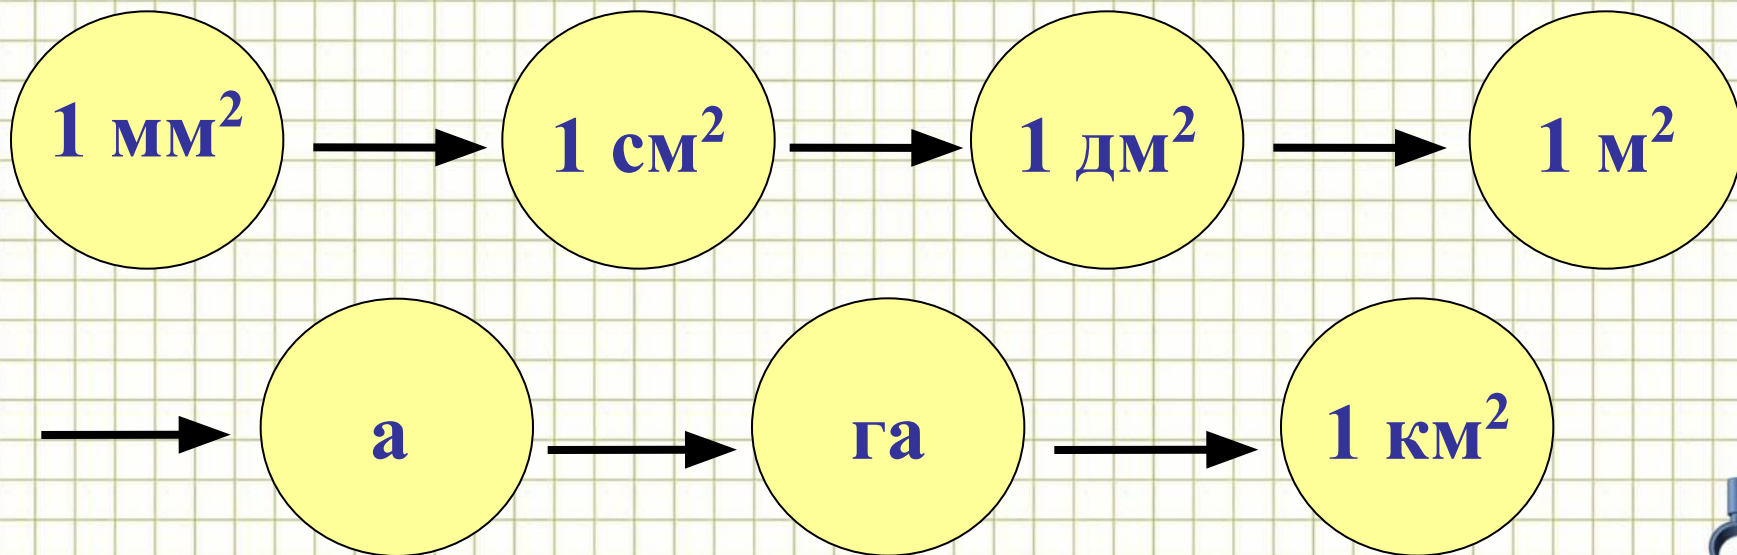 1 мм² 1 см² 1 дм² 1 м²
а га 1 км²